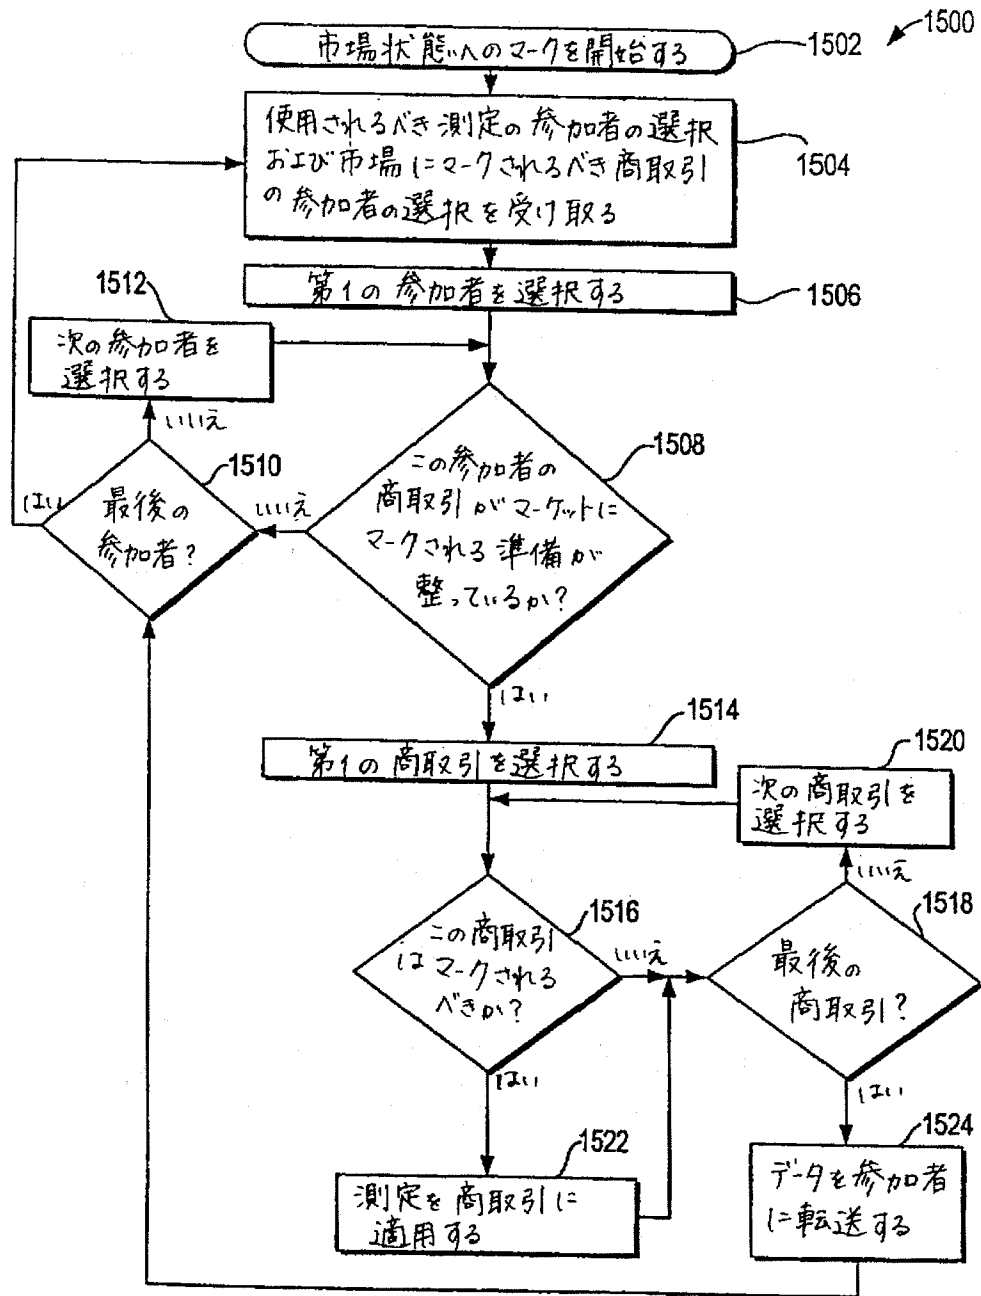 1500
市場状態へのマークを開始する
1502
使用されるべき測定の参加者の選択
および市場にマークされるべき商取引
の参加者の選択を受け取る
1504
第1の参加者を選択する
1506
1512
次の参加者を
選択する
いいえ
1510
最後の
参加者?
はい
いいえ
1508
この参加者の
商取引がマーケットに
マークされる準備が
整っているか?
はい
1514
第1の商取引を選択する
1520
次の商取引を
選択する
いいえ
1516
この商取引
はマークされる
べきか?
いいえ
1518
最後の
商取引?
はい
はい
1522
測定を商取引に
適用する
1524
データを参加者
に転送する